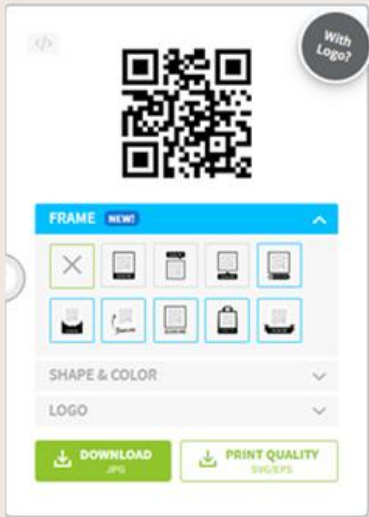 </>
With
Logo?
FRAME NEW!
SHAPE & COLOR
LOGO
DOWNLOAD
JPG
PRINT QUALITY
SVG/EPS